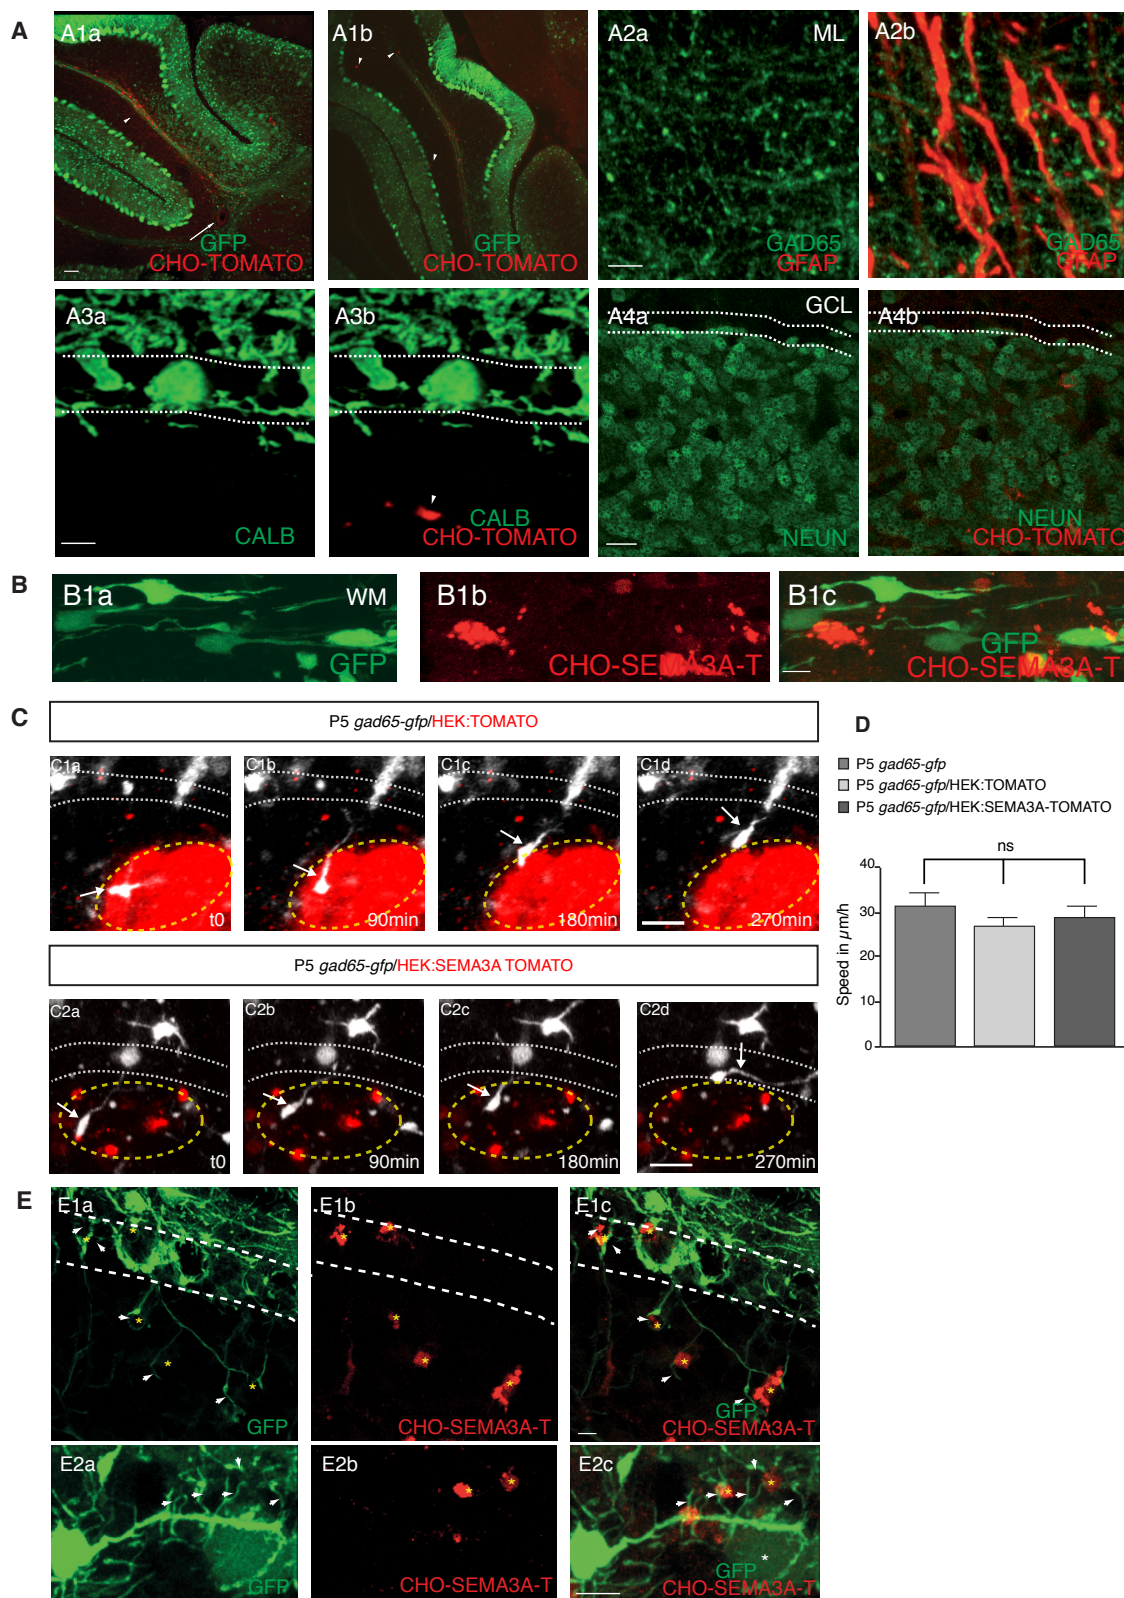 A
A1a
GFP
CHO-TOMATO
A1b
GFP
CHO-TOMATO
A2a
ML
GAD65
GFAP
A2b
GAD65
GFAP
A3a
CALB
A3b
CALB
CHO-TOMATO
A4a
GCL
NEUN
A4b
NEUN
CHO-TOMATO
B
B1a
WM
GFP
B1b
CHO-SEMA3A-T
B1c
GFP
CHO-SEMA3A-T
C
P5 gad65-gfp/HEK:TOMATO
C1a
t0
C1b
90min
C1c
180min
C1d
270min
P5 gad65-gfp/HEK:SEMA3A TOMATO
C2a
t0
C2b
90min
C2c
180min
C2d
270min
D
P5 gad65-gfp
P5 gad65-gfp/HEK:TOMATO
P5 gad65-gfp/HEK:SEMA3A-TOMATO
ns
Speed in µm/h
40
30
20
10
0
E
E1a
GFP
E1b
CHO-SEMA3A-T
E1c
GFP
CHO-SEMA3A-T
E2a
GFP
E2b
CHO-SEMA3A-T
E2c
GFP
CHO-SEMA3A-T